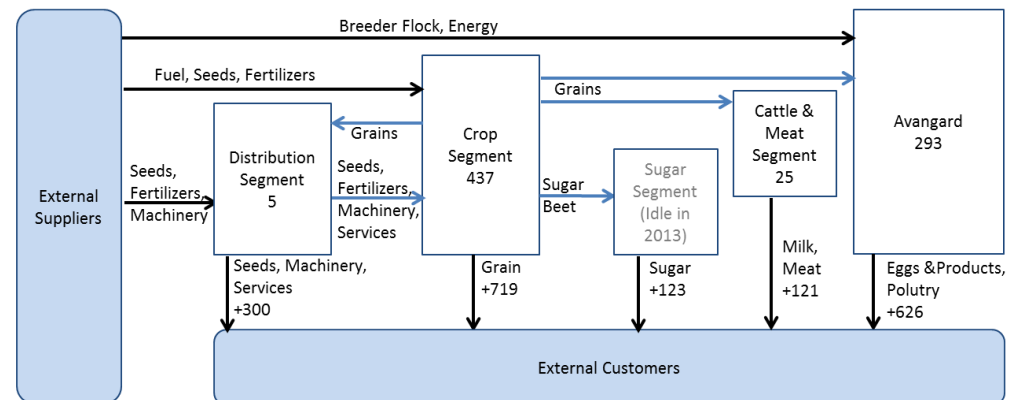 Breeder Flock, Energy
Fuel, Seeds, Fertilizers
Grains
Grains
External
Suppliers
Seeds,
Fertilizers,
Machinery
Distribution
Segment
5
Seeds,
Fertilizers,
Machinery,
Services
Crop
Segment
437
Sugar
Beet
Sugar
Segment
(Idle in
2013)
Cattle &
Meat
Segment
25
Avangard
293
Seeds, Machinery,
Services
+300
Grain
+719
Sugar
+123
Milk,
Meat
+121
Eggs &Products,
Polutry
+626
External Customers